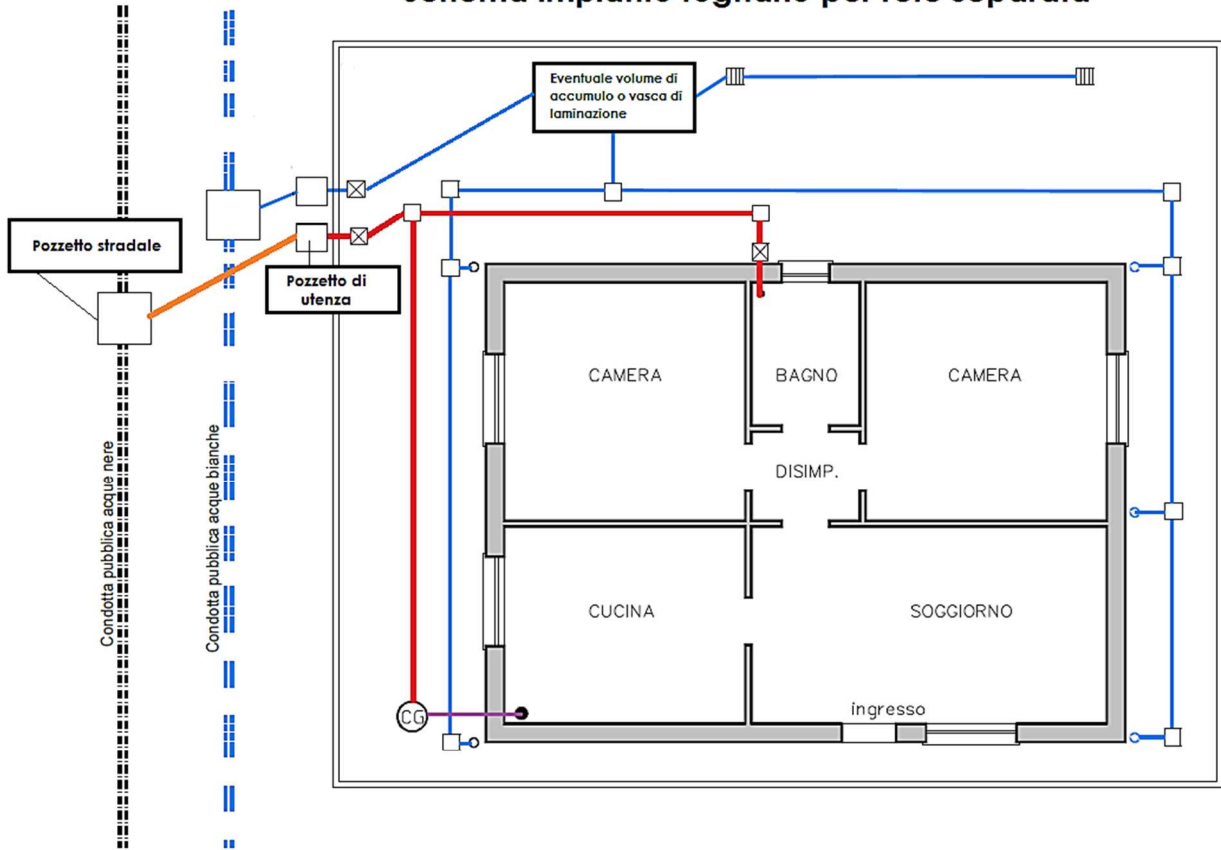 Eventuale volume di
accumulo o vasca di
laminazione
Pozzetto stradale
Pozzetto di
utenza
CAMERA
BAGNO
CAMERA
DISIMP.
Condotta pubblica acque nere
Condotta pubblica acque bianche
CUCINA
SOGGIORNO
ingresso
CG